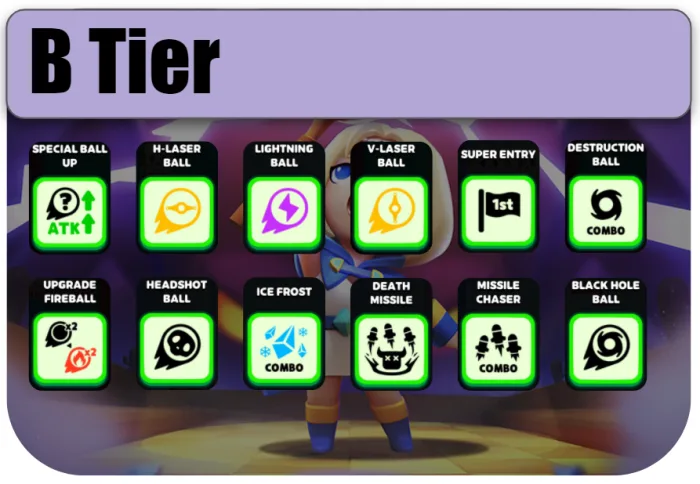 B Tier
SPECIAL BALL UP
H-LASER BALL
LIGHTNING BALL
V-LASER BALL
SUPER ENTRY
DESTRUCTION BALL
?
ATK
1st
COMBO
UPGRADE FIREBALL
HEADSHOT BALL
ICE FROST
DEATH MISSILE
MISSILE CHASER
BLACK HOLE BALL
x2
x2
COMBO
COMBO